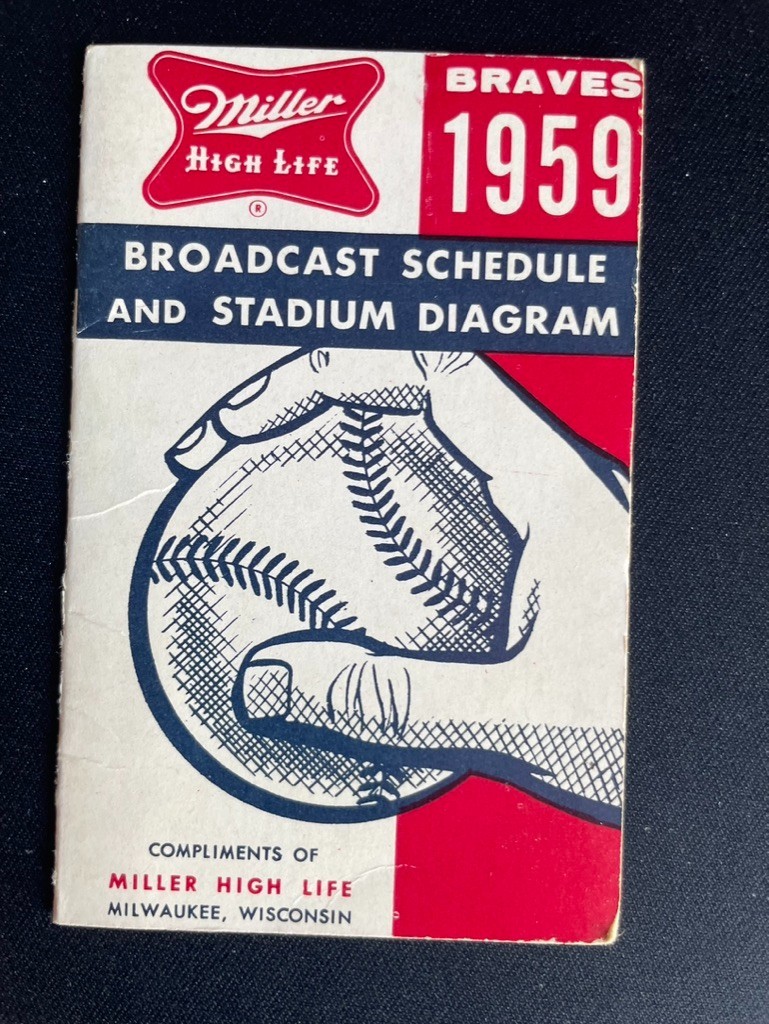 Miller
HIGH LIFE
®
BRAVES
1959
BROADCAST SCHEDULE
AND STADIUM DIAGRAM
COMPLIMENTS OF
MILLER HIGH LIFE
MILWAUKEE, WISCONSIN